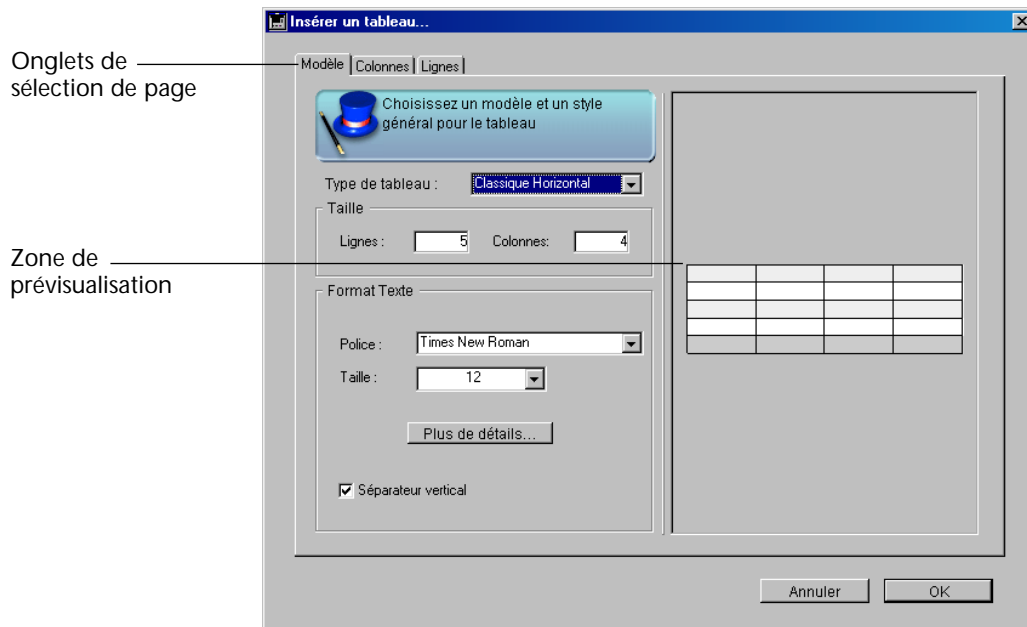 Insérer un tableau...
Onglets de
sélection de page
Modèle Colonnes Lignes
Choisissez un modèle et un style
général pour le tableau
Type de tableau : Classique Horizontal
Taille
Lignes : 5 Colonnes: 4
Zone de
prévisualisation
Format Texte
Police : Times New Roman
Taille : 12
Plus de détails...
Séparateur vertical
Annuler OK